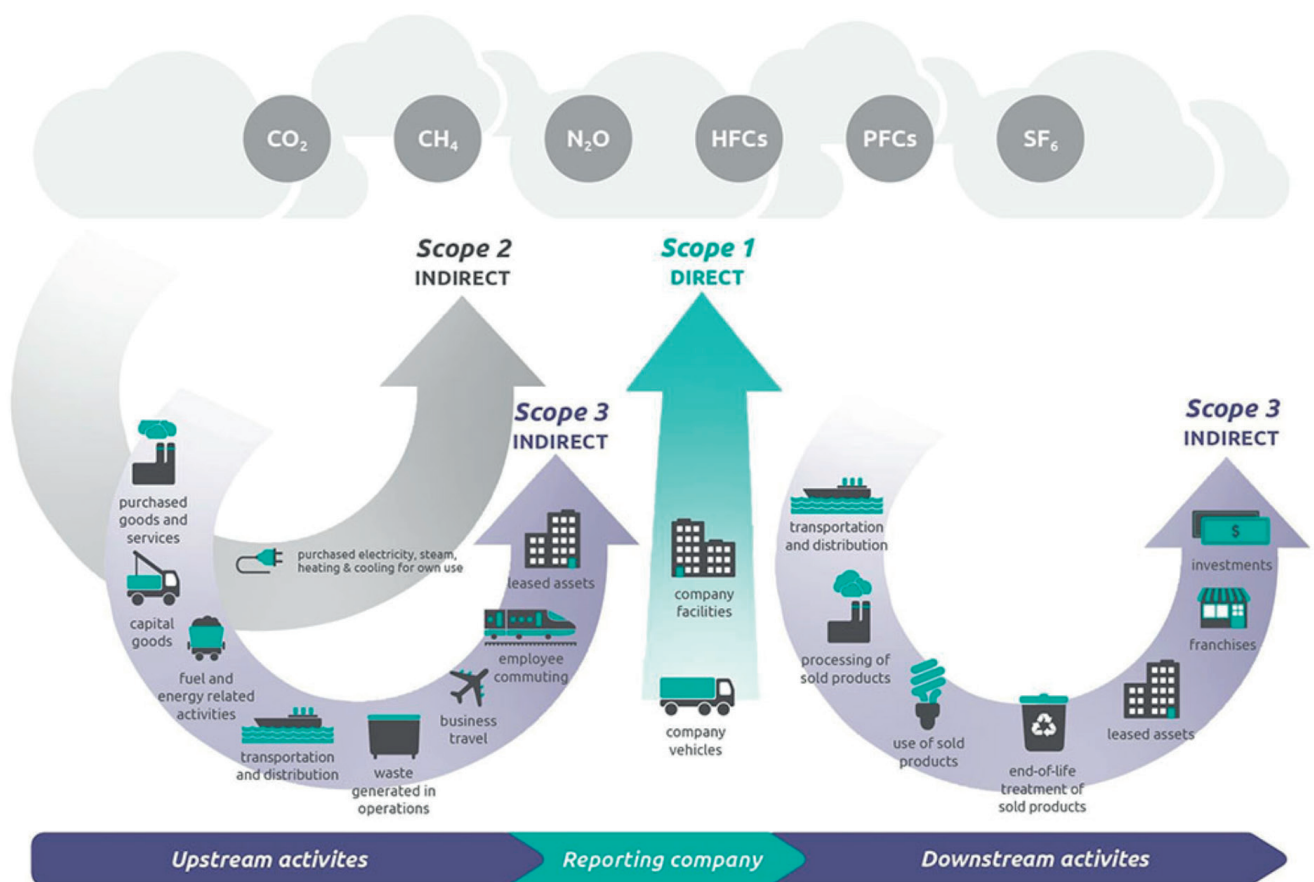 CO₂
CH₄
N₂O
HFCs
PFCs
SF₆
Scope 2
INDIRECT
Scope 1
DIRECT
Scope 3
INDIRECT
Scope 3
INDIRECT
purchased
goods and
services
capital
goods
fuel and
energy related
activities
transportation
and distribution
waste
generated in
operations
business
travel
employee
commuting
leased assets
purchased electricity, steam,
heating & cooling for own use
company
facilities
company
vehicles
transportation
and distribution
processing of
sold products
use of sold
products
end-of-life
treatment of
sold products
leased assets
franchises
$
investments
Upstream activites
Reporting company
Downstream activites